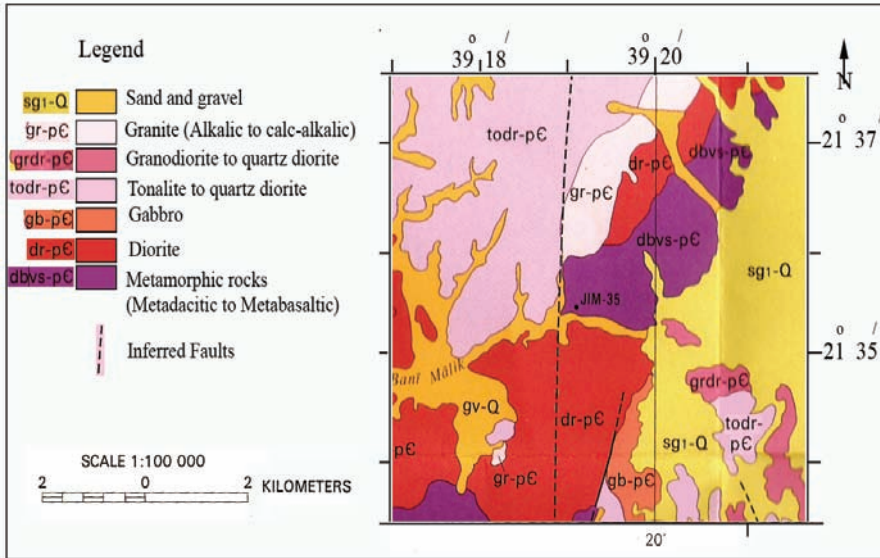 Legend
sg1-Q Sand and gravel
gr-pЄ Granite (Alkalic to calc-alkalic)
grdr-pЄ Granodiorite to quartz diorite
todr-pЄ Tonalite to quartz diorite
gb-pЄ Gabbro
dr-pЄ Diorite
dbvs-pЄ Metamorphic rocks
(Metadacitic to Metabasaltic)
Inferred Faults
SCALE 1:100 000
2 0 2 KILOMETERS
39° 18′ 39° 20′
N
21° 37′
21° 35′
todr-pЄ
dr-pЄ
dbvs-pЄ
gr-pЄ
dbvs-pЄ
sg1-Q
JIM-35
Banī Mālik
gv-Q
grdr-pЄ
dr-pЄ
todr-
pЄ
sg1-Q
pЄ
gr-pЄ
gb-pЄ
20′